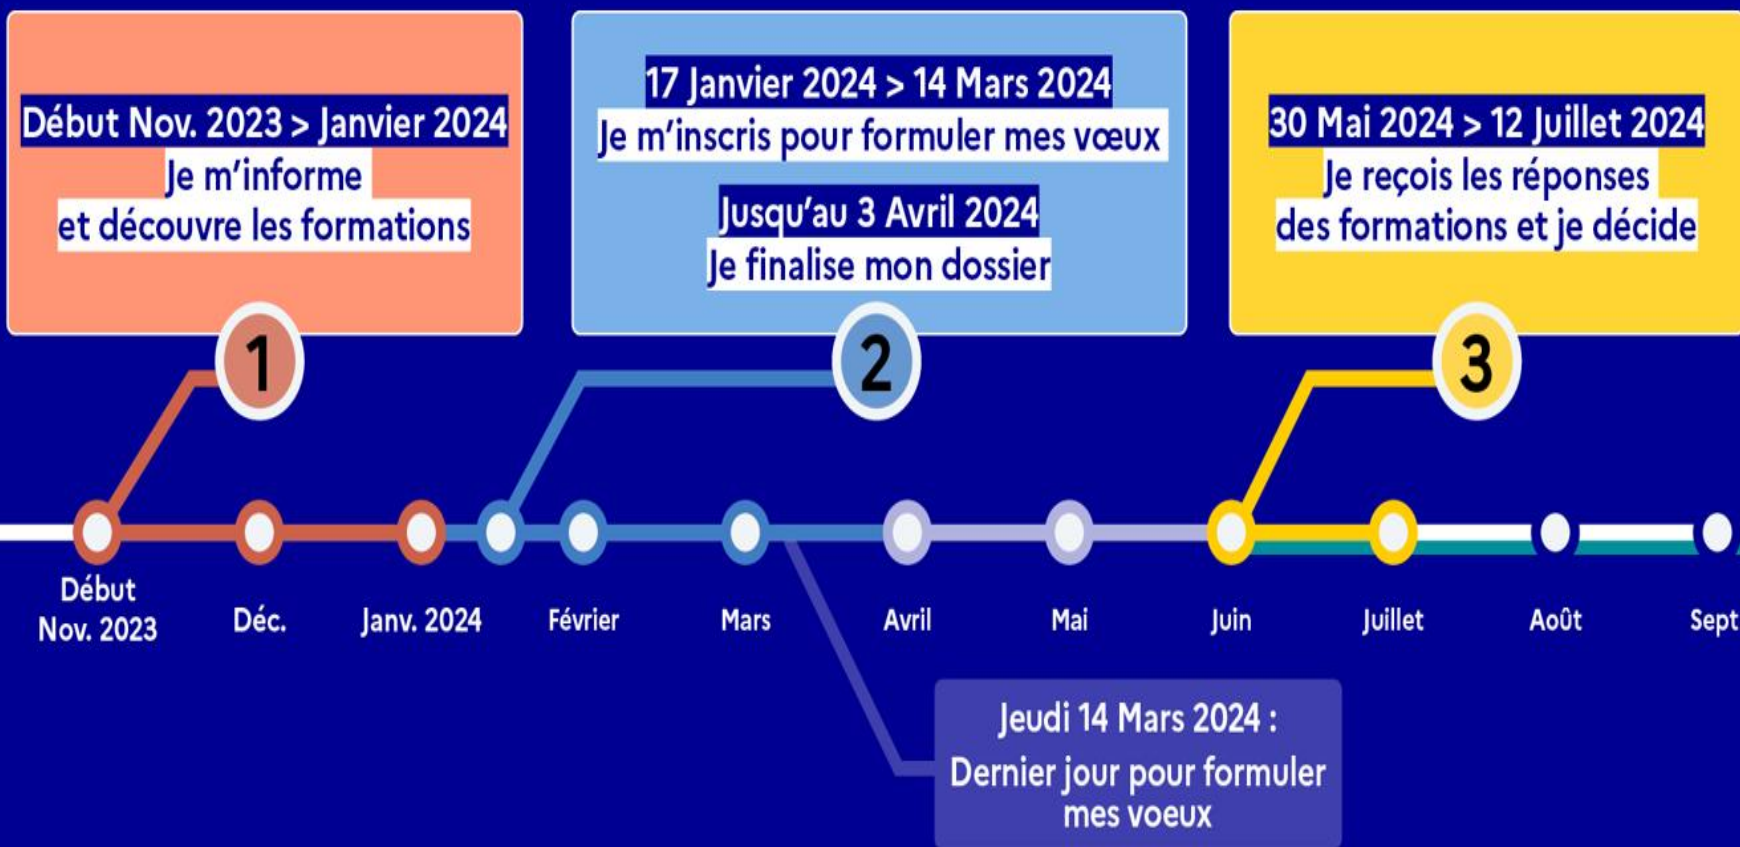 Début Nov. 2023 > Janvier 2024
Je m'informe
et découvre les formations
1
17 Janvier 2024 > 14 Mars 2024
Je m'inscris pour formuler mes vœux
Jusqu'au 3 Avril 2024
Je finalise mon dossier
2
30 Mai 2024 > 12 Juillet 2024
Je reçois les réponses
des formations et je décide
3
Début
Nov. 2023
Déc.
Janv. 2024
Février
Mars
Avril
Mai
Juin
Juillet
Août
Sept
Jeudi 14 Mars 2024 :
Dernier jour pour formuler
mes voeux